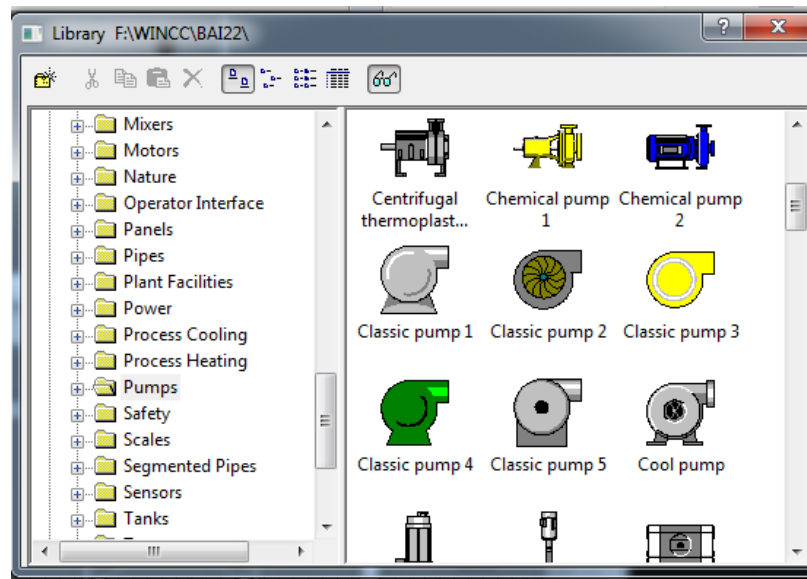 Library F:\WINCC\BAI22\
Mixers
Motors
Nature
Operator Interface
Panels
Pipes
Plant Facilities
Power
Process Cooling
Process Heating
Pumps
Safety
Scales
Segmented Pipes
Sensors
Tanks
Centrifugal
thermoplast...
Chemical pump
1
Chemical pump
2
Classic pump 1
Classic pump 2
Classic pump 3
Classic pump 4
Classic pump 5
Cool pump